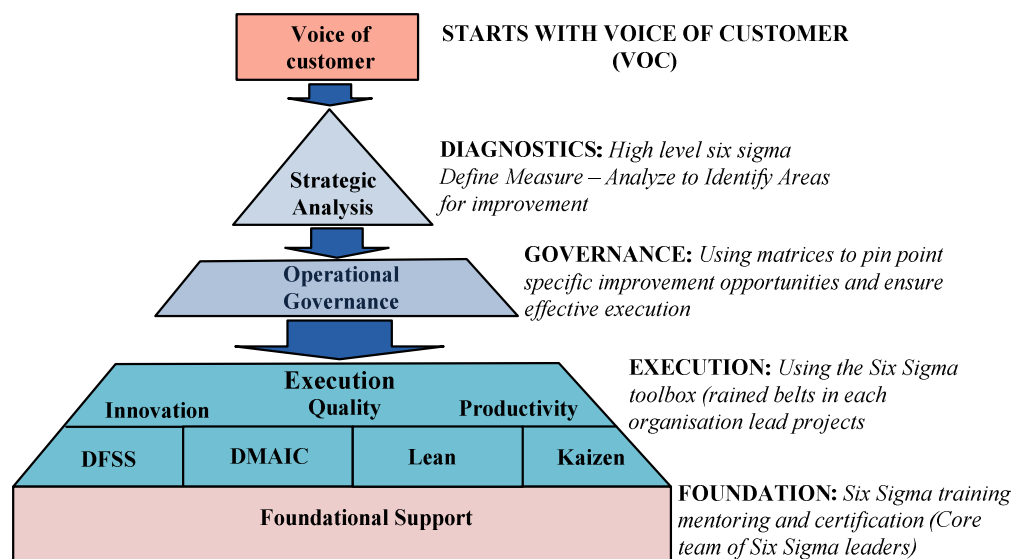 Voice of
customer
STARTS WITH VOICE OF CUSTOMER
(VOC)
Strategic
Analysis
DIAGNOSTICS: High level six sigma
Define Measure – Analyze to Identify Areas
for improvement
Operational
Governance
GOVERNANCE: Using matrices to pin point
specific improvement opportunities and ensure
effective execution
Execution
Innovation Quality Productivity
EXECUTION: Using the Six Sigma
toolbox (rained belts in each
organisation lead projects
DFSS DMAIC Lean Kaizen
Foundational Support
FOUNDATION: Six Sigma training
mentoring and certification (Core
team of Six Sigma leaders)